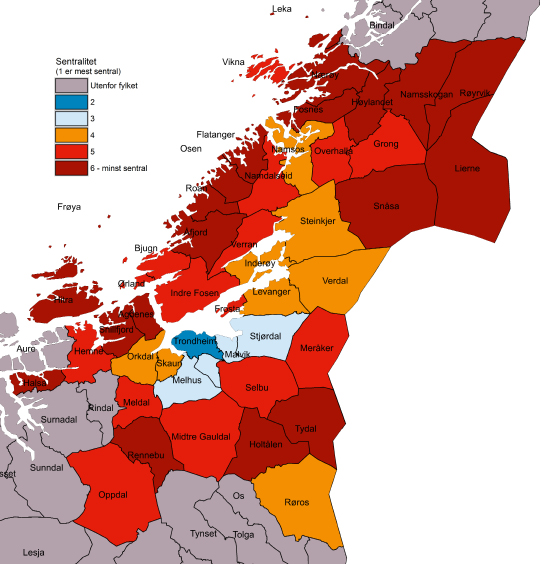 Leka
Bindal
Sentralitet
(1 er mest sentral)
Utenfor fylket
2
3
4
5
6 - minst sentral
Vikna
Nærøy
Namsskogan
Røyrvik
Høylandet
Fosnes
Flatanger
Osen
Namsos
Overhalla
Grong
Lierne
Namdalseid
Roan
Snåsa
Frøya
Steinkjer
Åfjord
Verran
Bjugn
Inderøy
Verdal
Ørland
Indre Fosen
Levanger
Hitra
Frosta
Agdenes
Snillfjord
Stjørdal
Trondheim
Meråker
Aure
Hemne
Malvik
Orkdal
Skaun
Melhus
Halsa
Selbu
Meldal
Rindal
Surnadal
Tydal
Midtre Gauldal
Holtålen
Rennebu
Sunndal
sset
Oppdal
Os
Røros
Tynset
Tolga
Lesja